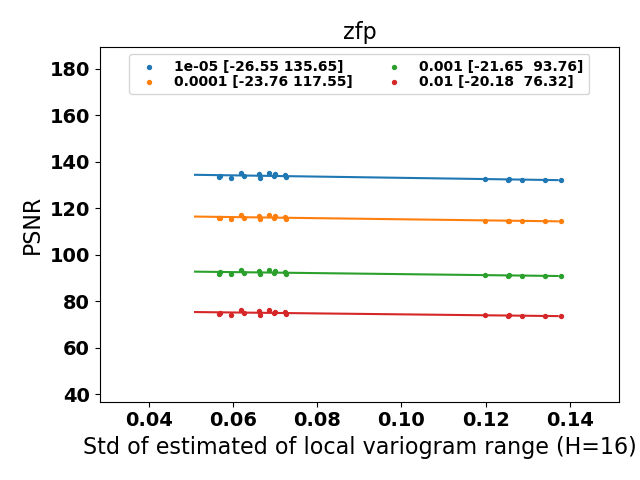 zfp
1e-05 [-26.55 135.65]
0.0001 [-23.76 117.55]
0.001 [-21.65  93.76]
0.01 [-20.18  76.32]
PSNR
180
160
140
120
100
80
60
40
0.04 0.06 0.08 0.10 0.12 0.14
Std of estimated of local variogram range (H=16)